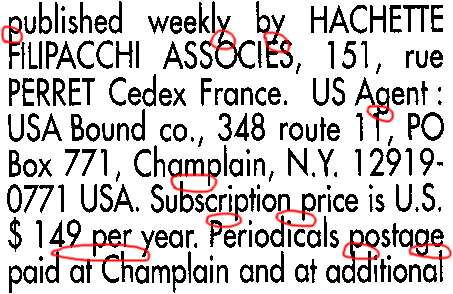 published weekly by HACHETTE
FILIPACCHI ASSOCIES, 151, rue
PERRET Cedex France. US Agent :
USA Bound co., 348 route 11, PO
Box 771, Champlain, N.Y. 12919-
0771 USA. Subscription price is U.S.
$ 149 per year. Periodicals postage
paid at Champlain and at additional